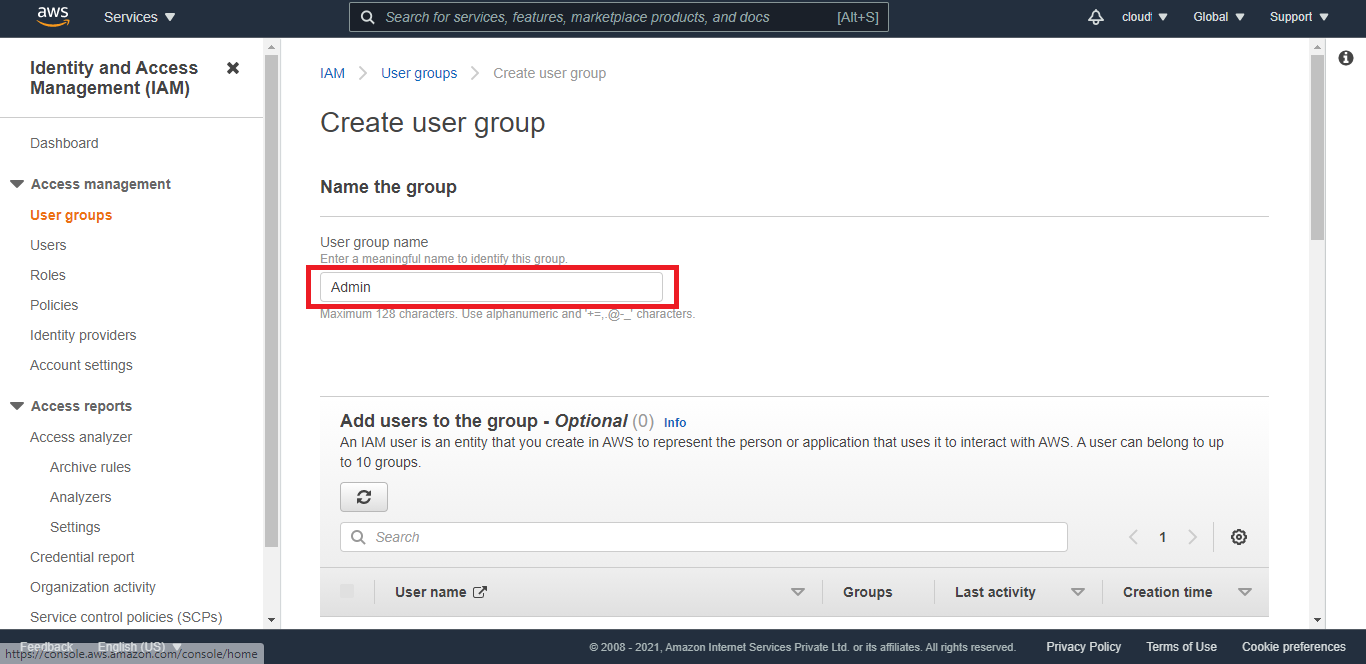 aws
Services
Search for services, features, marketplace products, and docs [Alt+S]
cloud
Global
Support
Identity and Access
Management (IAM)
Dashboard
Access management
User groups
Users
Roles
Policies
Identity providers
Account settings
Access reports
Access analyzer
Archive rules
Analyzers
Settings
Credential report
Organization activity
Service control policies (SCPs)
IAM > User groups > Create user group
Create user group
Name the group
User group name
Enter a meaningful name to identify this group.
Admin
Maximum 128 characters. Use alphanumeric and '+=,.@-_' characters.
Add users to the group - Optional (0) Info
An IAM user is an entity that you create in AWS to represent the person or application that uses it to interact with AWS. A user can belong to up
to 10 groups.
Search
1
User name
Groups
Last activity
Creation time
Feedback English (US)
https://console.aws.amazon.com/console/home
© 2008 - 2021, Amazon Internet Services Private Ltd. or its affiliates. All rights reserved.
Privacy Policy
Terms of Use
Cookie preferences